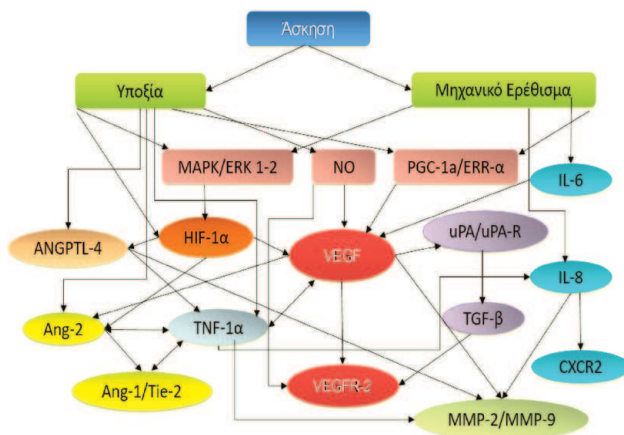 Άσκηση
Υποξία
Μηχανικό Ερέθισμα
MAPK/ERK 1-2
NO
PGC-1a/ERR-α
IL-6
ANGPTL-4
HIF-1α
VEGF
uPA/uPA-R
IL-8
Ang-2
TNF-1α
TGF-β
Ang-1/Tie-2
VEGFR-2
CXCR2
MMP-2/MMP-9